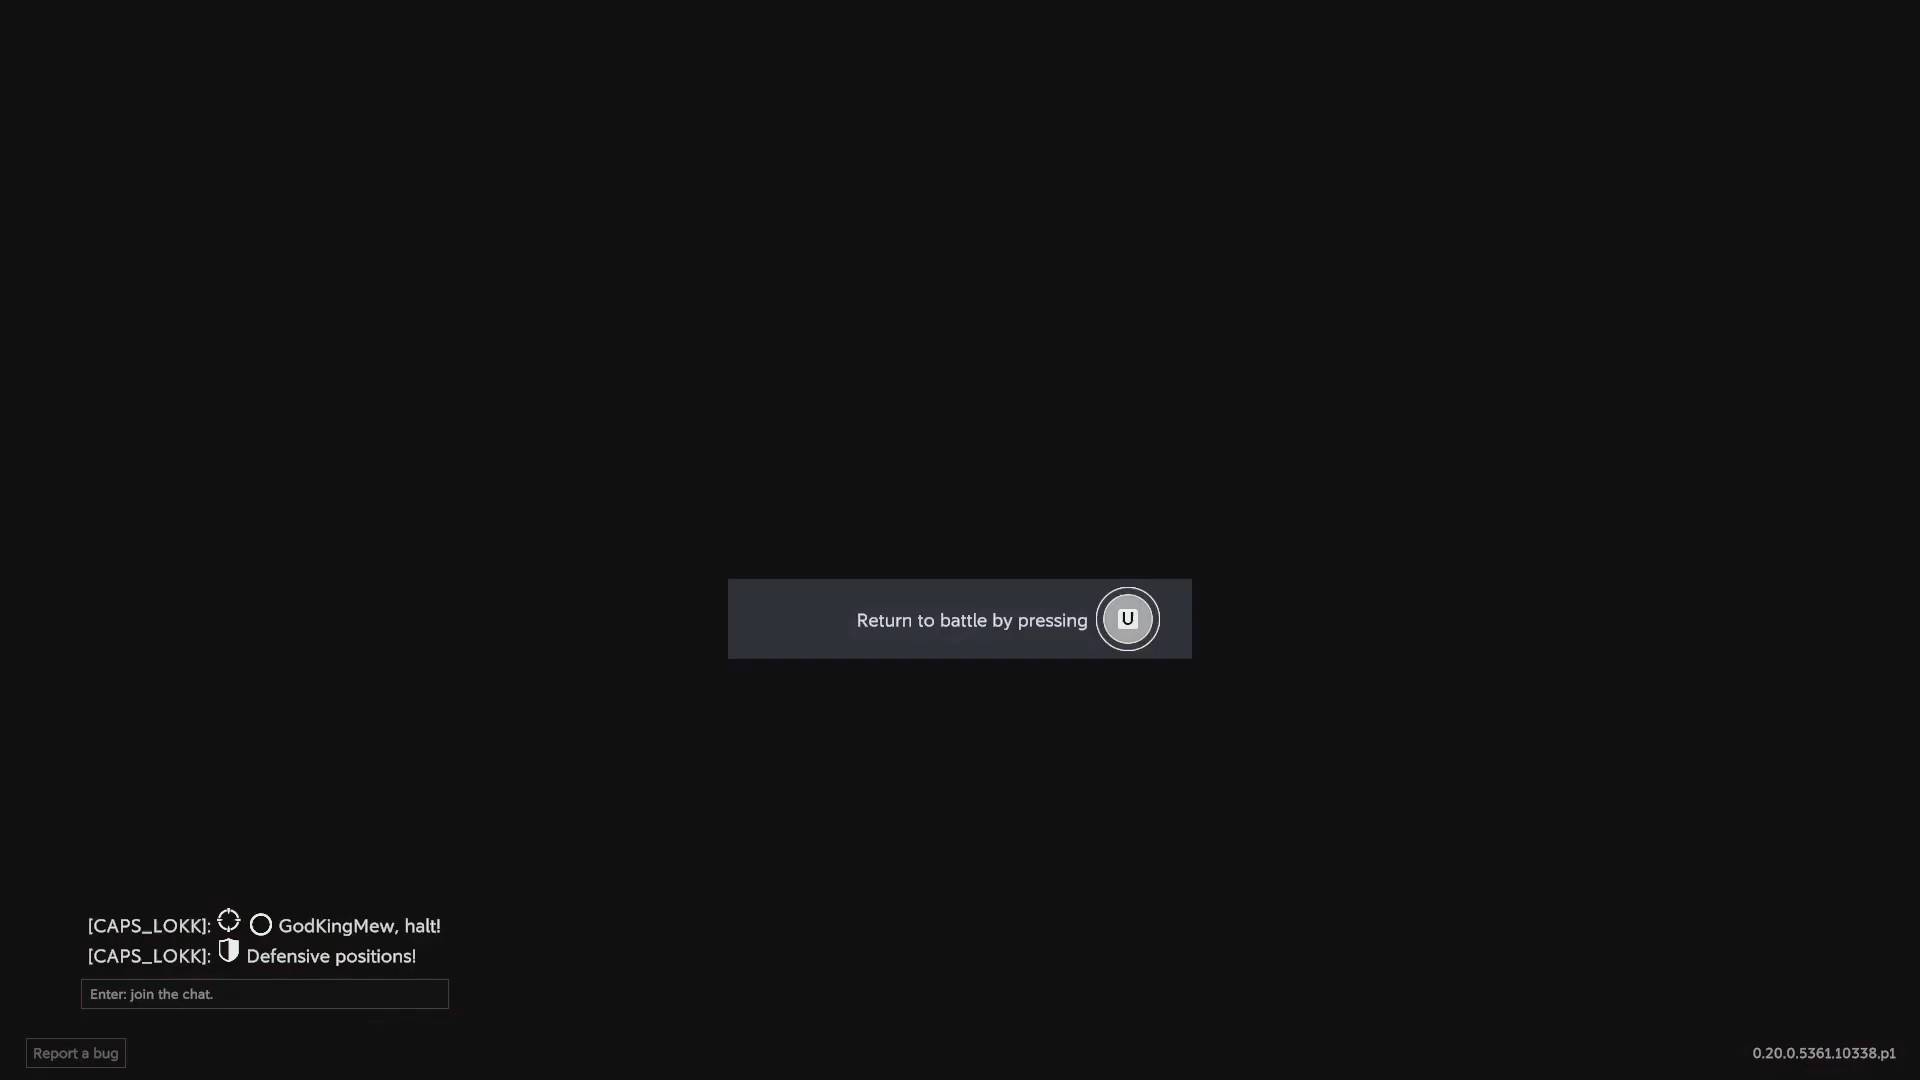 Return to battle by pressing U
[CAPS_LOKK]: GodKingMew, halt!
[CAPS_LOKK]: Defensive positions!
Enter: join the chat.
Report a bug
0.20.0.5361.10338.p1